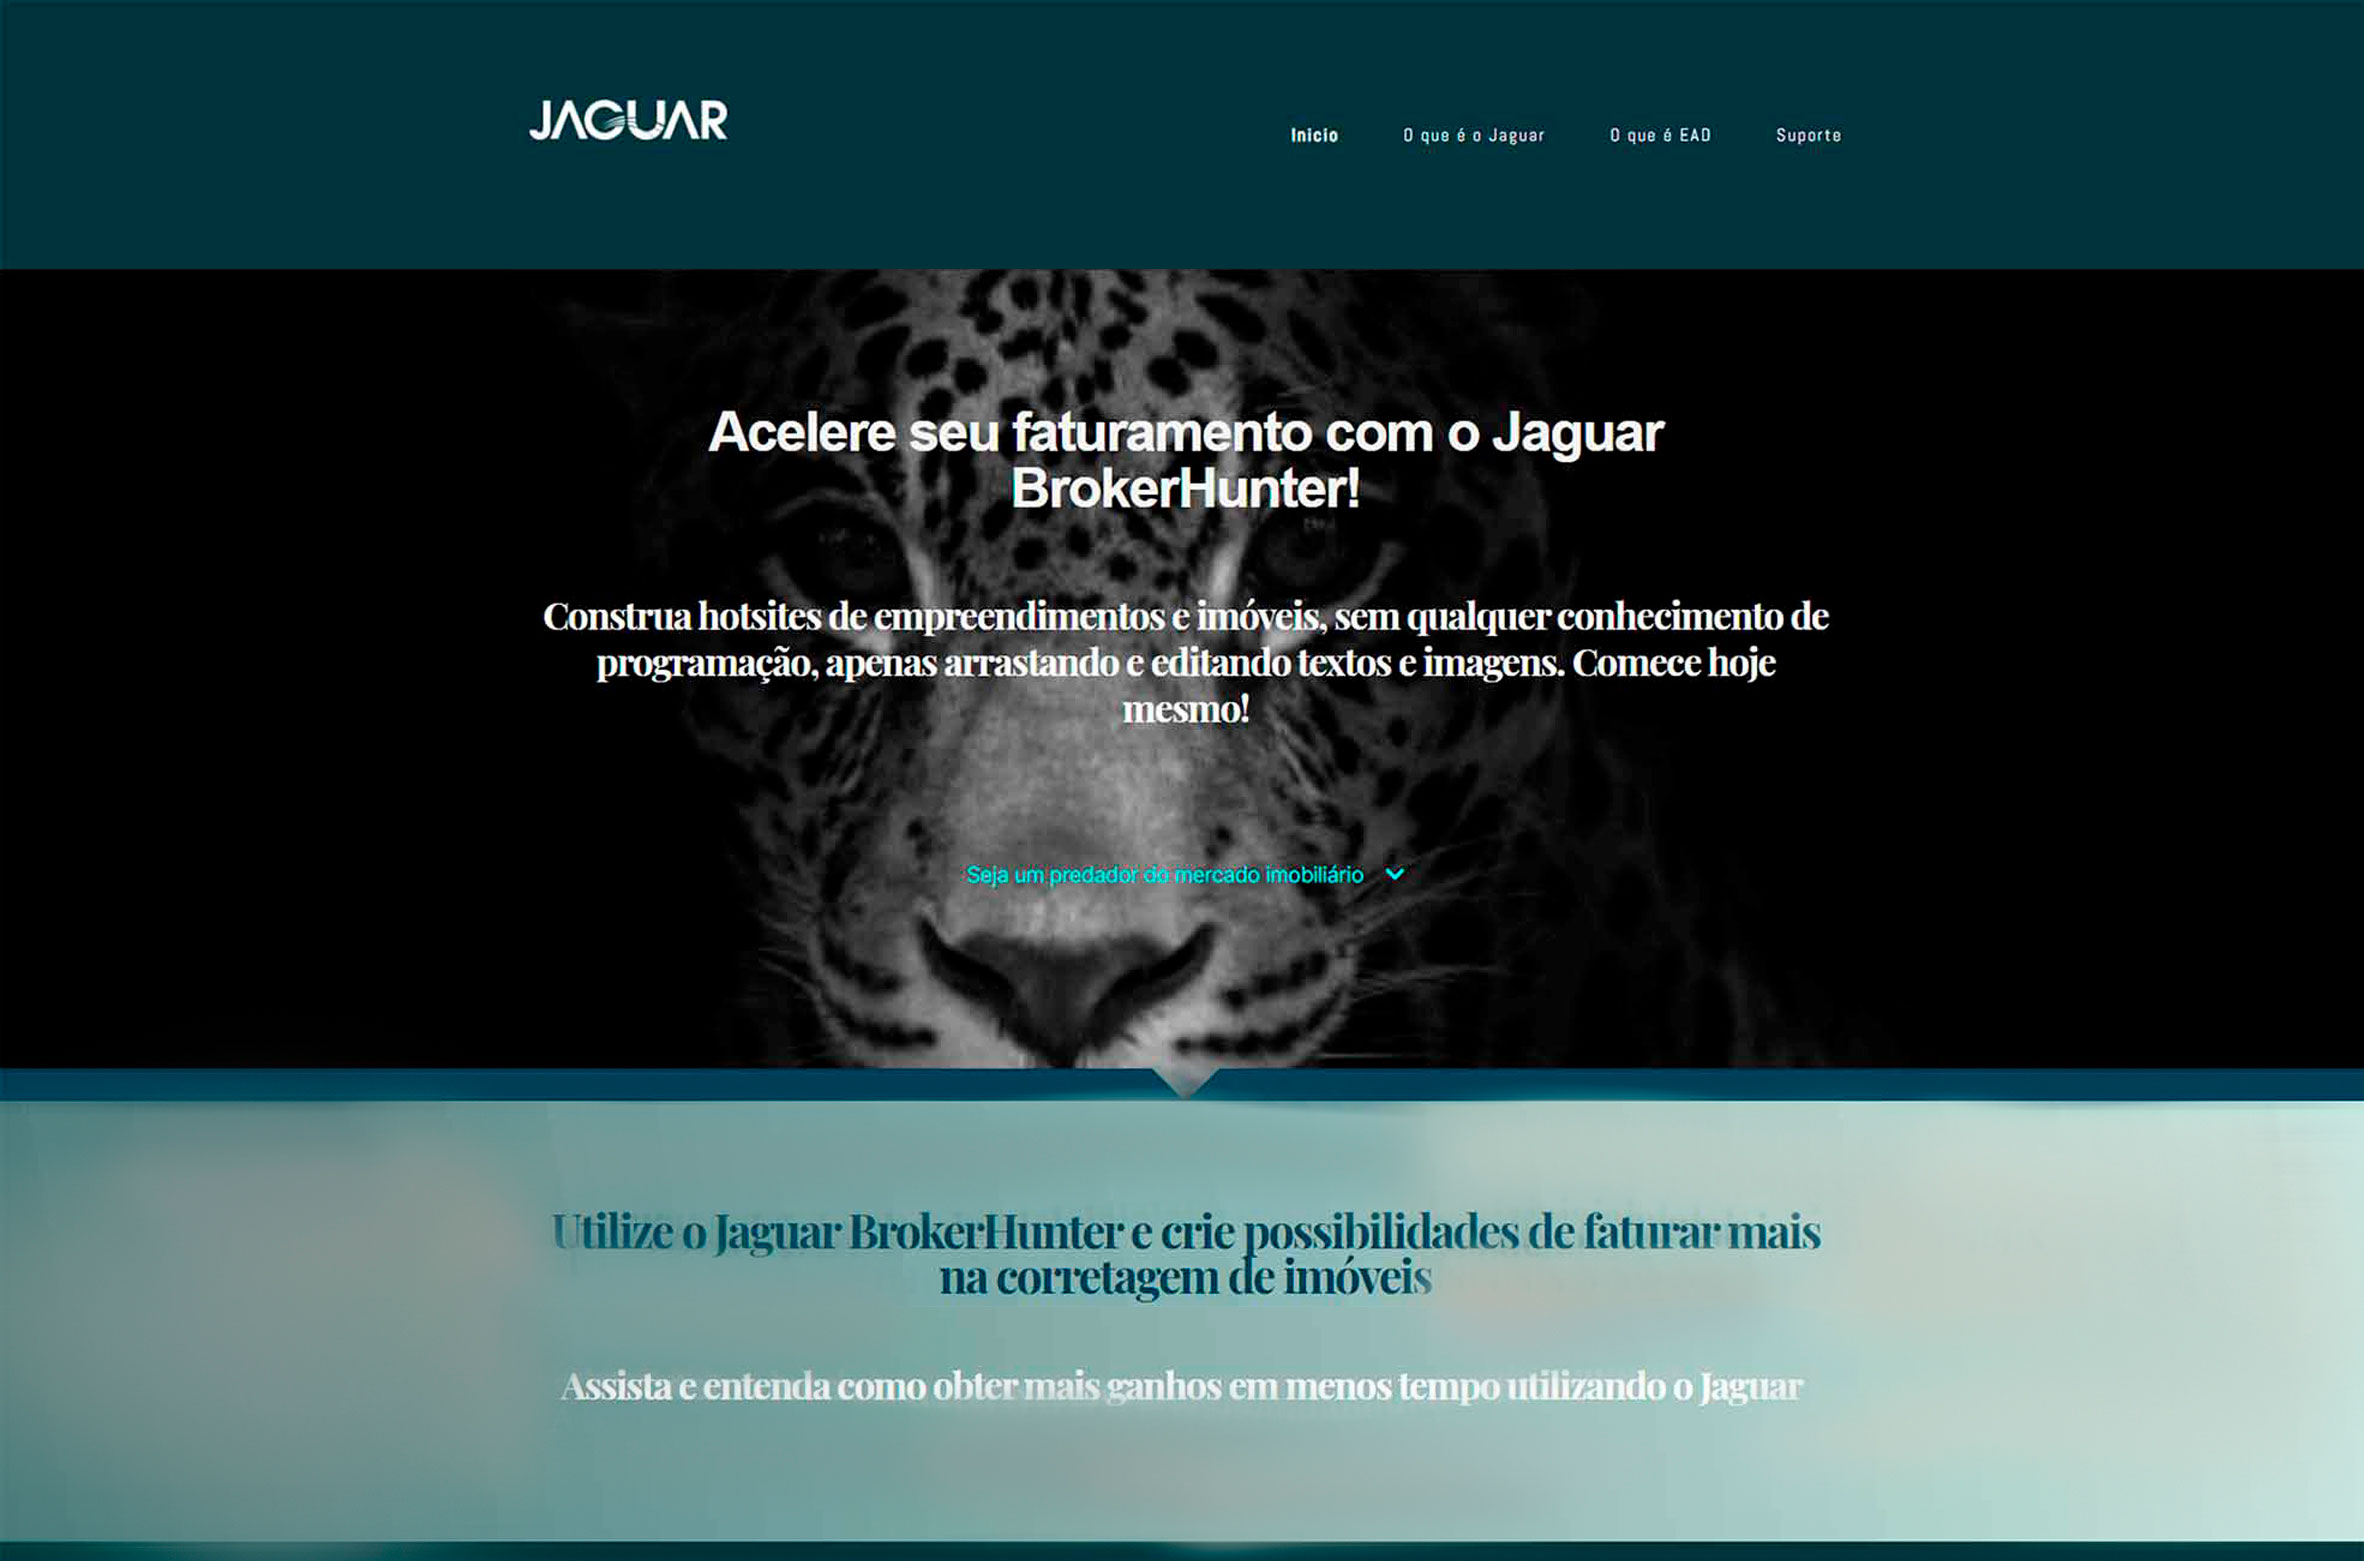 JAGUAR
Inicio
O que é o Jaguar
O que é EAD
Suporte
Acelere seu faturamento com o Jaguar
BrokerHunter!
Construa hotsites de empreendimentos e imóveis, sem qualquer conhecimento de
programação, apenas arrastando e editando textos e imagens. Comece hoje
mesmo!
Seja um predador do mercado imobiliário
Utilize o Jaguar BrokerHunter e crie possibilidades de faturar mais
na corretagem de imóveis
Assista e entenda como obter mais ganhos em menos tempo utilizando o Jaguar